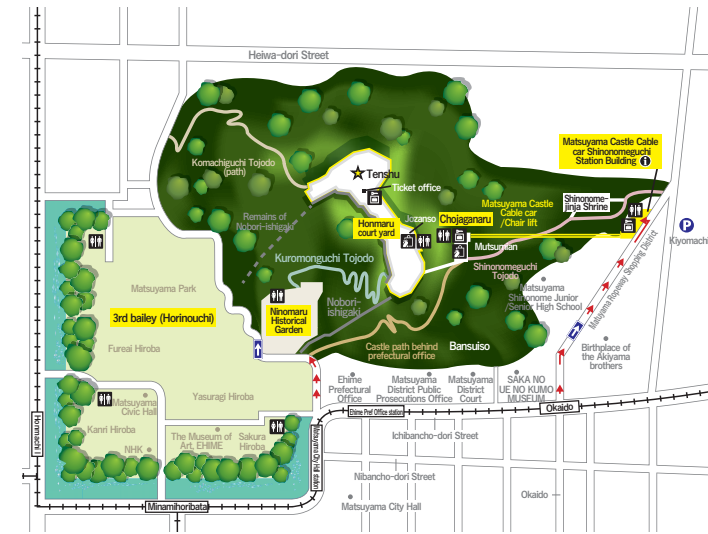 Heiwa-dori Street
Matsuyama Castle Cable
car Shinonomeguchi
Station Building i
Komachiguchi Tojodo
(path)
Tenshu
Ticket office
Shinonome-
jinja Shrine
Matsuyama Castle
Cable car
/Chair lift
Remains of
Nobori-ishigaki
Honmaru
court yard
Jozanso
Chojaganaru
P
Kiyomachi
Mutsumian
Kuromonguchi Tojodo
Shinonomeguchi
Tojodo
Matuyama Ropeway Shopping District
Matsuyama Park
Matsuyama
Shinonome Junior
/Senior High School
Nobori-
ishigaki
Ninomaru
Historical
Garden
3rd bailey (Horinouchi)
Fureai Hiroba
Castle path behind
prefectural office
Bansuiso
Birthplace of
the Akiyama
brothers
Ehime
Prefectural
Office
Matsuyama
District Public
Prosecutions Office
Matsuyama
District
Court
SAKA NO
UE NO KUMO
MUSEUM
Yasuragi Hiroba
Matsuyama
Civic Hall
Ehime Pref Office station
Okaido
Kanri Hiroba
The Museum of
Art, EHIME
Sakura
Hiroba
NHK
Ichibancho-dori Street
Honmachi 1
Matsuyama City Hall station
Nibancho-dori Street
Okaido
Minamihoribata
Matsuyama City Hall